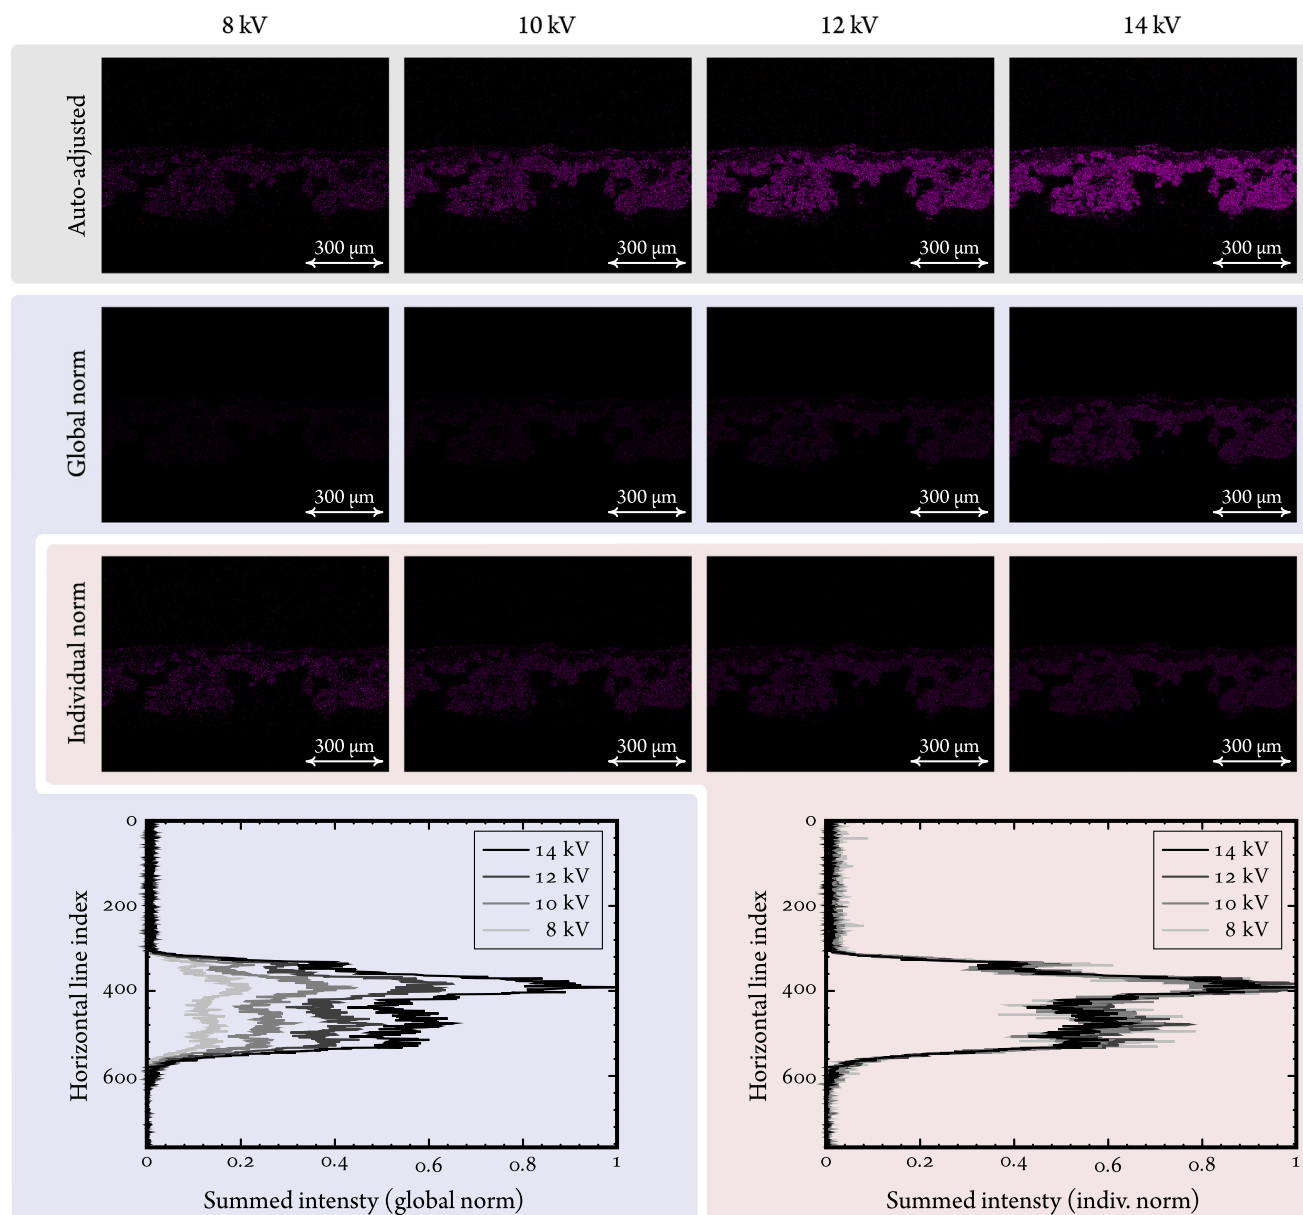 8 kV 10 kV 12 kV 14 kV
Auto-adjusted
300 µm 300 µm 300 µm 300 µm
Global norm
300 µm 300 µm 300 µm 300 µm
Individual norm
300 µm 300 µm 300 µm 300 µm
Horizontal line index
0
200
400
600
14 kV
12 kV
10 kV
8 kV
0 0.2 0.4 0.6 0.8 1
Summed intensty (global norm)
Horizontal line index
0
200
400
600
14 kV
12 kV
10 kV
8 kV
0 0.2 0.4 0.6 0.8 1
Summed intensty (indiv. norm)